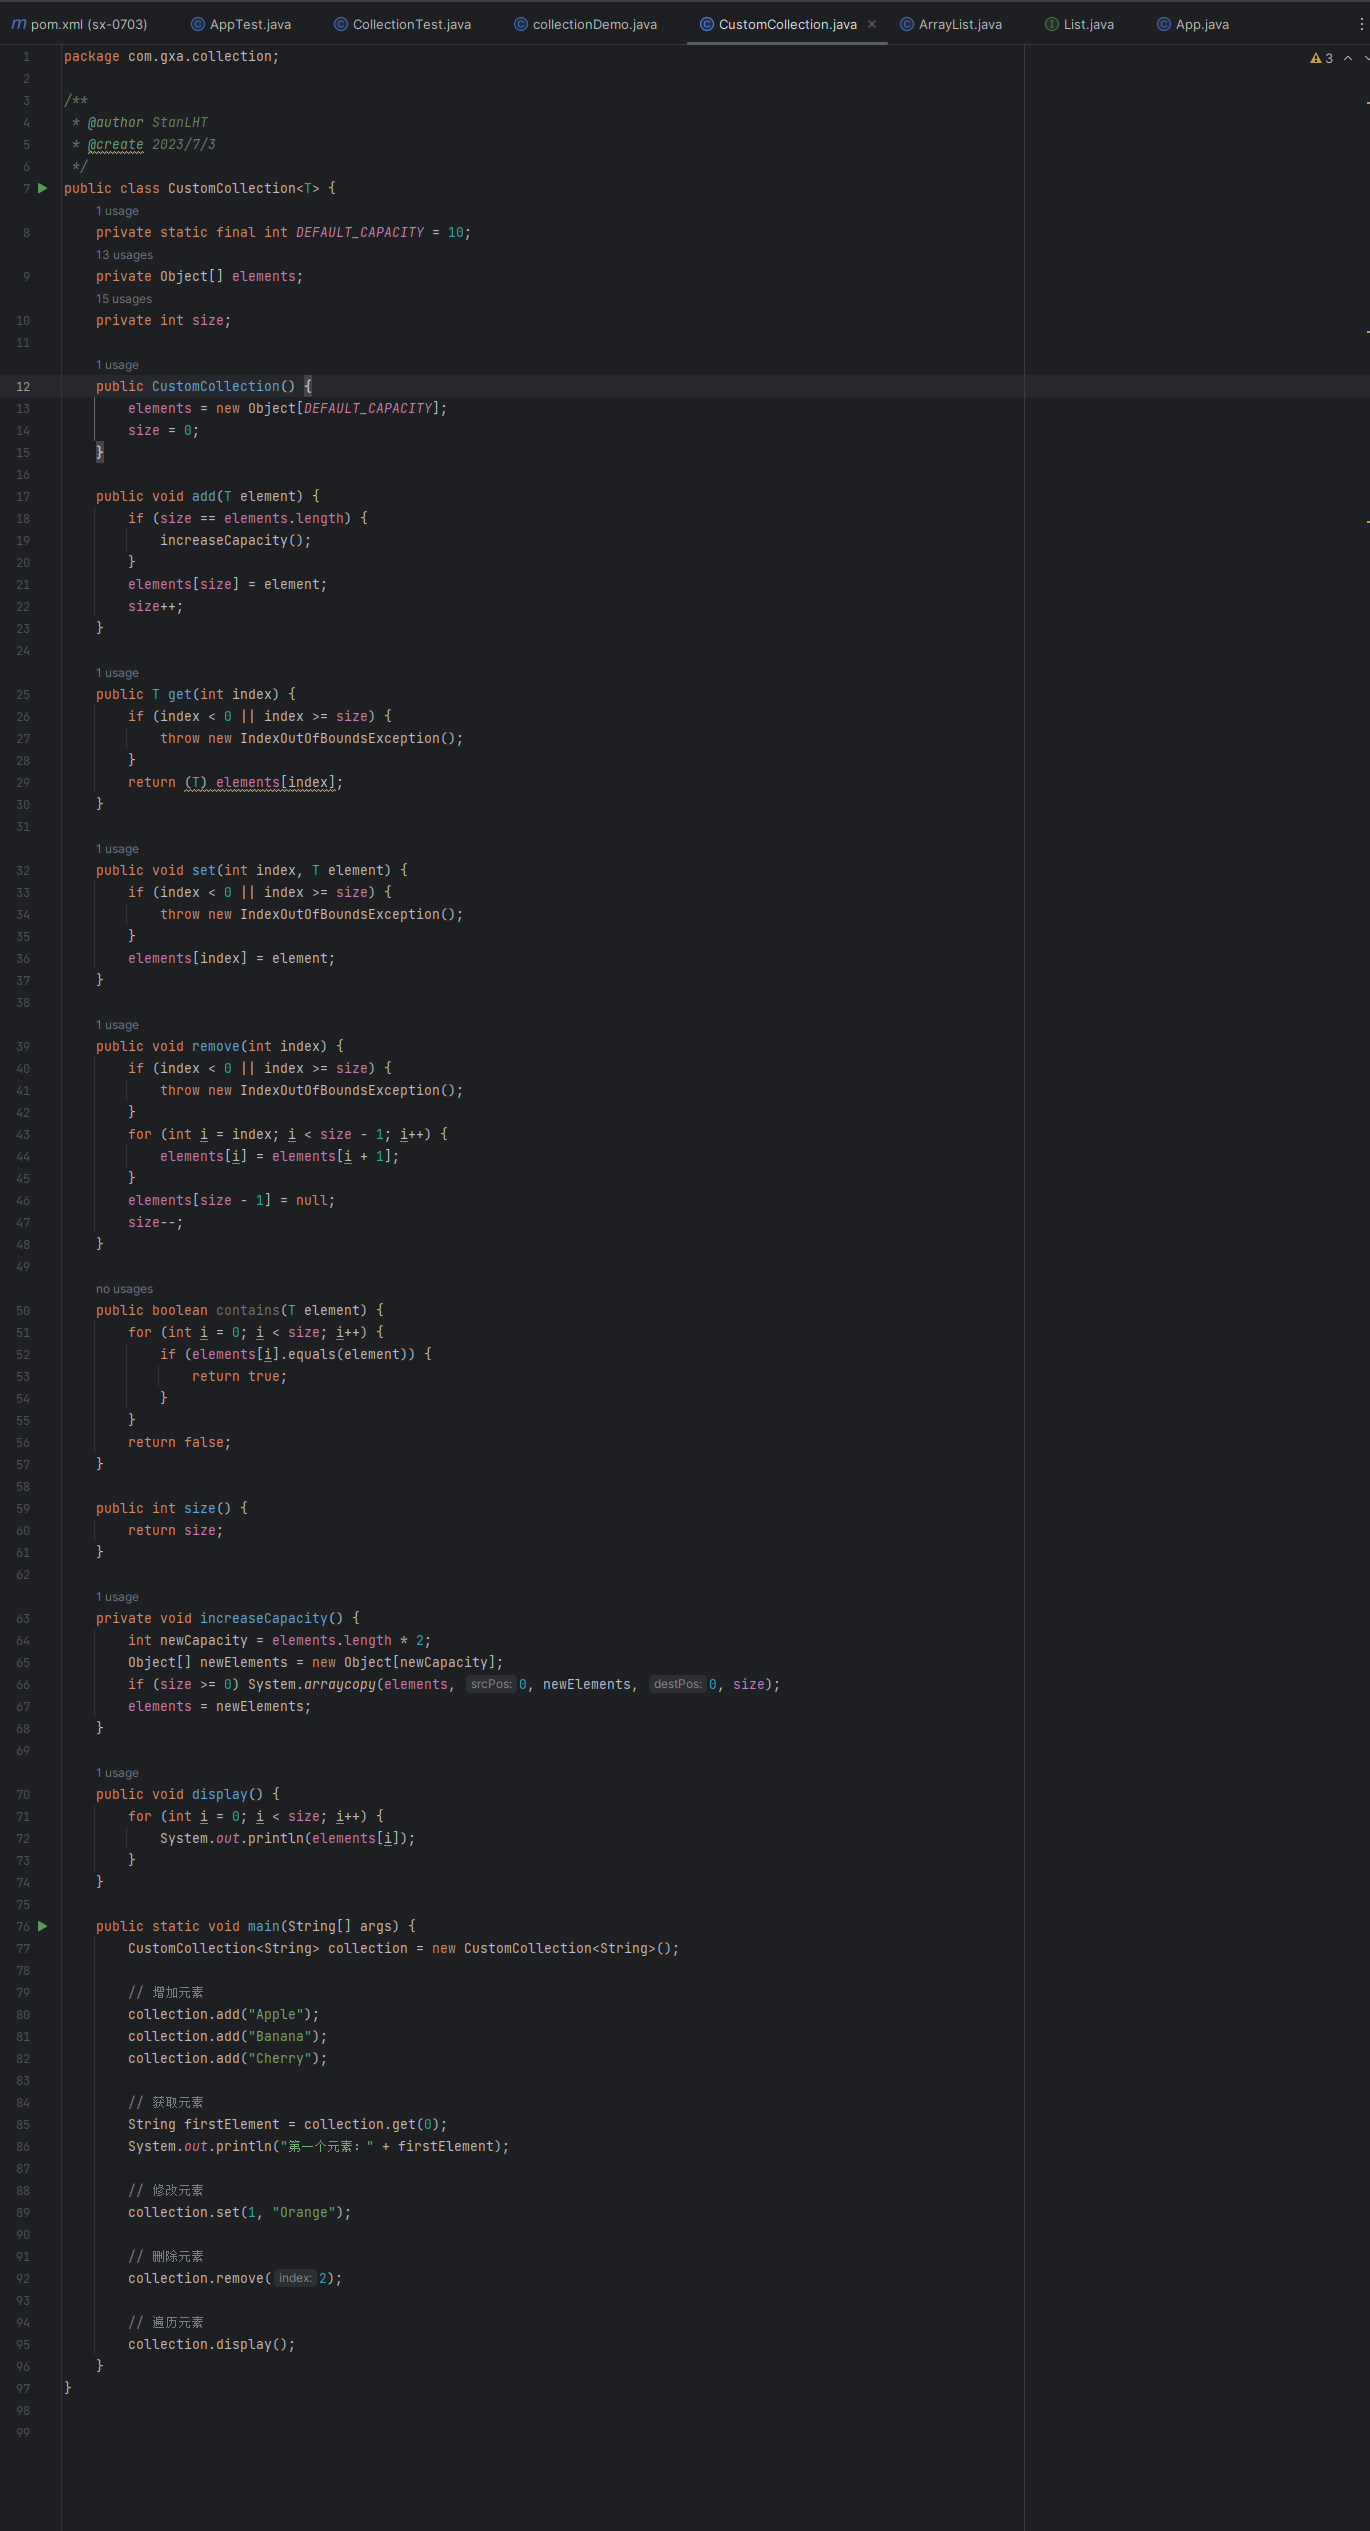 pom.xml (sx-0703) AppTest.java CollectionTest.java collectionDemo.java CustomCollection.java ArrayList.java List.java App.java
3
1 package com.gxa.collection;
2
3 /**
4 * @author StanLHT
5 * @create 2023/7/3
6 */
7 public class CustomCollection<T> {
1 usage
8 private static final int DEFAULT_CAPACITY = 10;
13 usages
9 private Object[] elements;
15 usages
10 private int size;
11
1 usage
12 public CustomCollection() {
13 elements = new Object[DEFAULT_CAPACITY];
14 size = 0;
15 }
16
17 public void add(T element) {
18 if (size == elements.length) {
19 increaseCapacity();
20 }
21 elements[size] = element;
22 size++;
23 }
24
1 usage
25 public T get(int index) {
26 if (index < 0 || index >= size) {
27 throw new IndexOutOfBoundsException();
28 }
29 return (T) elements[index];
30 }
31
1 usage
32 public void set(int index, T element) {
33 if (index < 0 || index >= size) {
34 throw new IndexOutOfBoundsException();
35 }
36 elements[index] = element;
37 }
38
1 usage
39 public void remove(int index) {
40 if (index < 0 || index >= size) {
41 throw new IndexOutOfBoundsException();
42 }
43 for (int i = index; i < size - 1; i++) {
44 elements[i] = elements[i + 1];
45 }
46 elements[size - 1] = null;
47 size--;
48 }
49
no usages
50 public boolean contains(T element) {
51 for (int i = 0; i < size; i++) {
52 if (elements[i].equals(element)) {
53 return true;
54 }
55 }
56 return false;
57 }
58
59 public int size() {
60 return size;
61 }
62
1 usage
63 private void increaseCapacity() {
64 int newCapacity = elements.length * 2;
65 Object[] newElements = new Object[newCapacity];
66 if (size >= 0) System.arraycopy(elements, srcPos: 0, newElements, destPos: 0, size);
67 elements = newElements;
68 }
69
1 usage
70 public void display() {
71 for (int i = 0; i < size; i++) {
72 System.out.println(elements[i]);
73 }
74 }
75
76 public static void main(String[] args) {
77 CustomCollection<String> collection = new CustomCollection<String>();
78
79 // 增加元素
80 collection.add("Apple");
81 collection.add("Banana");
82 collection.add("Cherry");
83
84 // 获取元素
85 String firstElement = collection.get(0);
86 System.out.println("第一个元素：" + firstElement);
87
88 // 修改元素
89 collection.set(1, "Orange");
90
91 // 删除元素
92 collection.remove( index: 2);
93
94 // 遍历元素
95 collection.display();
96 }
97 }
98
99